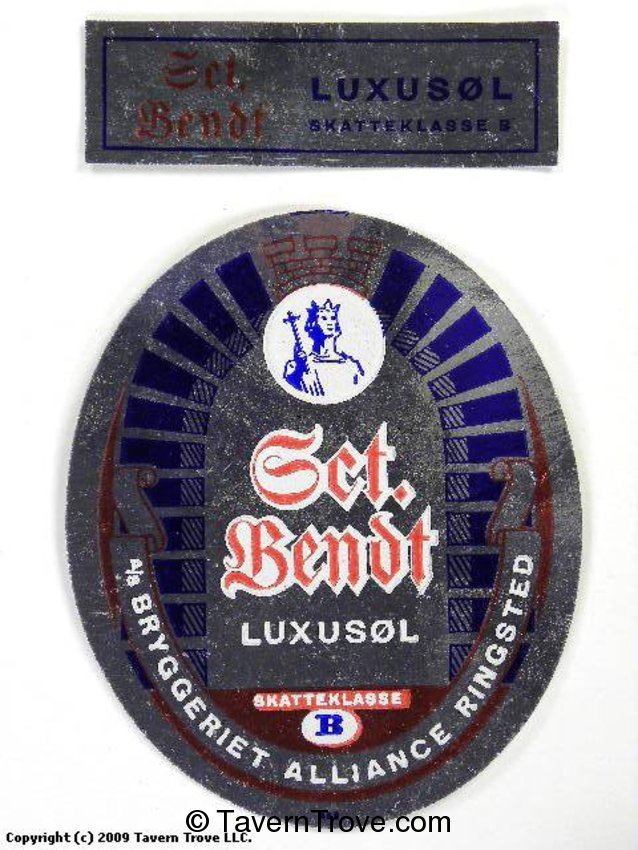 Sct.
Bendt
LUXUSØL
SKATTEKLASSE B
Sct.
Bendt
LUXUSØL
SKATTEKLASSE
B
A/S BRYGGERIET ALLIANCE RINGSTED
© TavernTrove.com
Copyright (c) 2009 Tavern Trove LLC.